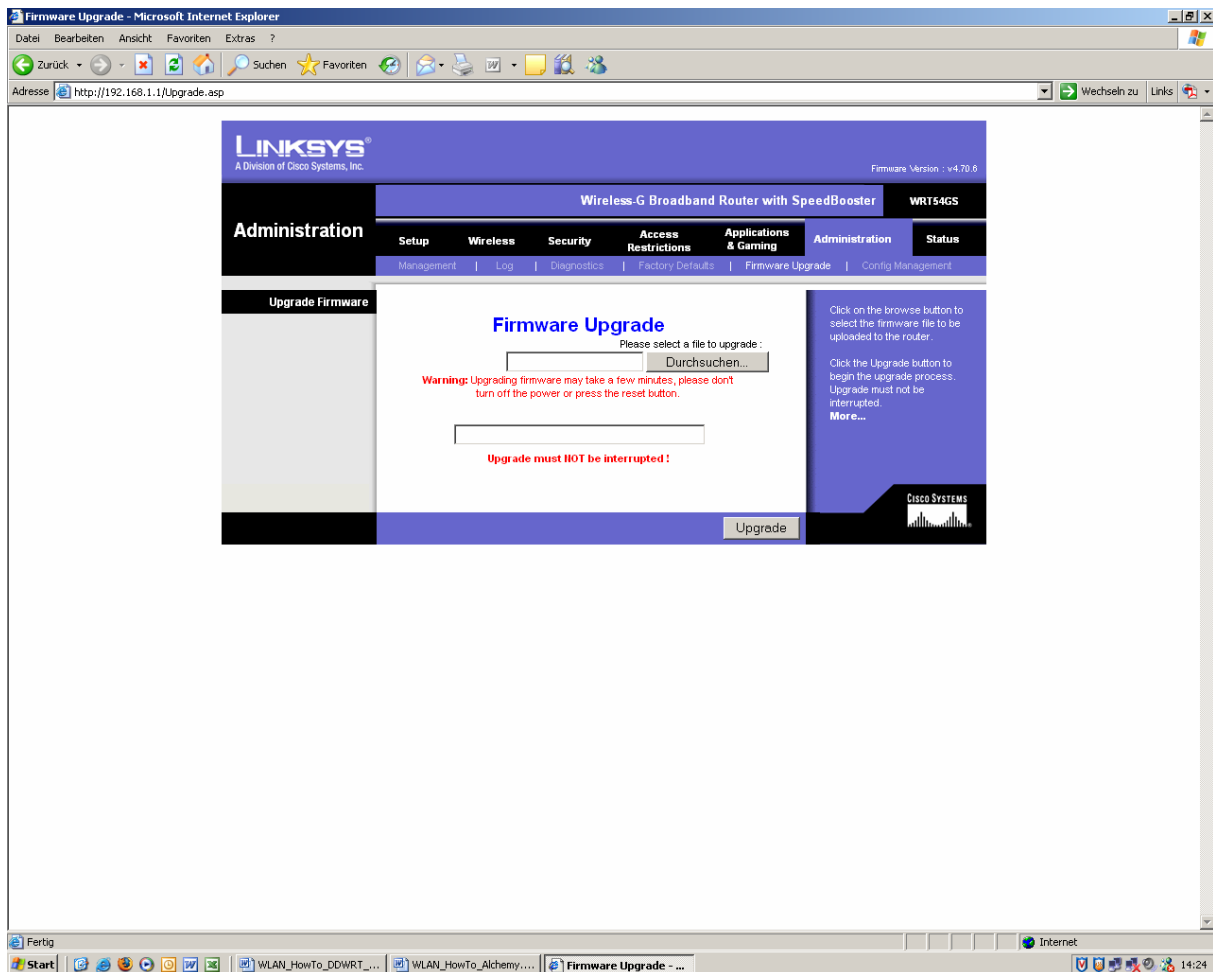 Firmware Upgrade - Microsoft Internet Explorer
Datei Bearbeiten Ansicht Favoriten Extras ?
Zurück Suchen Favoriten
Adresse http://192.168.1.1/Upgrade.asp Wechseln zu Links
LINKSYS®
A Division of Cisco Systems, Inc.
Firmware Version : v4.70.6
Wireless-G Broadband Router with SpeedBooster WRT54GS
Administration
Setup Wireless Security Access Restrictions Applications & Gaming Administration Status
Management | Log | Diagnostics | Factory Defaults | Firmware Upgrade | Config Management
Upgrade Firmware
Firmware Upgrade
Please select a file to upgrade :
Durchsuchen...
Warning: Upgrading firmware may take a few minutes, please don't
turn off the power or press the reset button.
Upgrade must NOT be interrupted !
Click on the browse button to
select the firmware file to be
uploaded to the router.
Click the Upgrade button to
begin the upgrade process.
Upgrade must not be
interrupted.
More...
CISCO SYSTEMS
Upgrade
Fertig Internet
Start WLAN_HowTo_DDWRT_... WLAN_HowTo_Alchemy.... Firmware Upgrade - ... 14:24